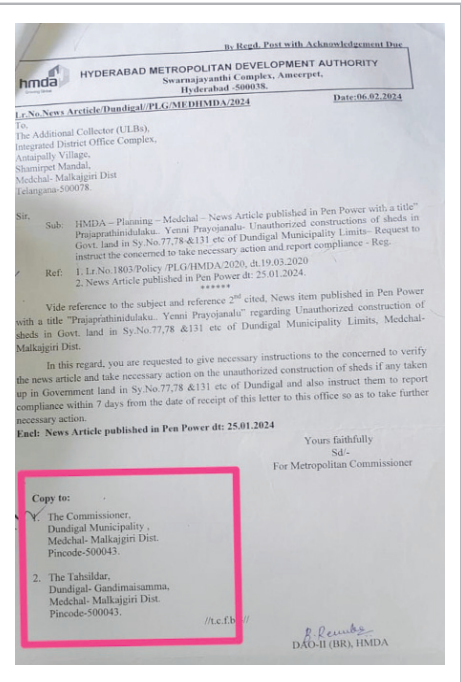 By Regd. Post with Acknowledgement Due
hmda
HYDERABAD METROPOLITAN DEVELOPMENT AUTHORITY
Swarnajayanthi Complex, Ameerpet,
Hyderabad -500038.
Lr.No.News Arcticle/Dundigal/PLG/MEDHMDA/2024 Date:06.02.2024
To,
The Additional Collector (ULBs),
Integrated District Office Complex,
Antaipally Village,
Shamirpet Mandal,
Medchal- Malkajgiri Dist
Telangana-500078.
Sir,
Sub: HMDA – Planning – Medchal – News Article published in Pen Power with a title"
Prajaprathinidulaku.. Yenni Prayojanalu- Unauthorized constructions of sheds in
Govt. land in Sy.No.77,78 &131 etc of Dundigal Municipality Limits– Request to
instruct the concerned to take necessary action and report compliance - Reg.
Ref: 1. Lr.No.1803/Policy /PLG/HMDA/2020, dt.19.03.2020
2. News Article published in Pen Power dt: 25.01.2024.
******
Vide reference to the subject and reference 2nd cited, News item published in Pen Power
with a title "Prajaprathinidulaku.. Yenni Prayojanalu" regarding Unauthorized construction of
sheds in Govt. land in Sy.No.77,78 &131 etc of Dundigal Municipality Limits, Medchal-
Malkajgiri Dist.
In this regard, you are requested to give necessary instructions to the concerned to verify
the news article and take necessary action on the unauthorized construction of sheds if any taken
up in Government land in Sy.No.77,78 &131 etc of Dundigal and also instruct them to report
compliance within 7 days from the date of receipt of this letter to this office so as to take further
necessary action.
Encl: News Article published in Pen Power dt: 25.01.2024
Yours faithfully
Sd/-
For Metropolitan Commissioner
Copy to:
1. The Commissioner,
Dundigal Municipality ,
Medchal- Malkajgiri Dist.
Pincode-500043.
2. The Tahsildar,
Dundigal- Gandimaisamma,
Medchal- Malkajgiri Dist.
Pincode-500043.
//t.c.f.b //
DAO-II (BR), HMDA